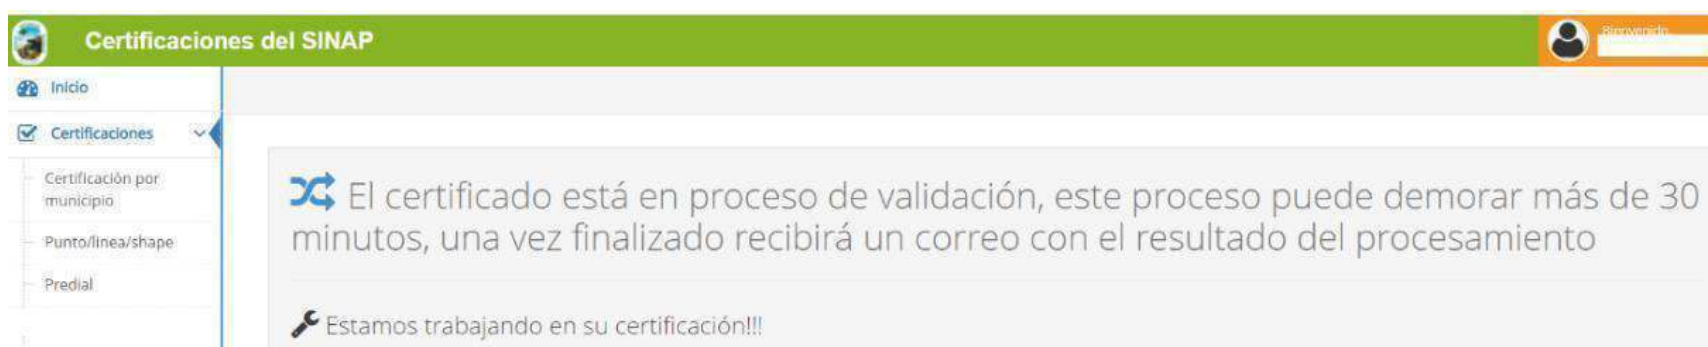 Certificaciones del SINAP
Bienvenido
Inicio
Certificaciones
Certificación por
municipio
Punto/linea/shape
Predial
El certificado está en proceso de validación, este proceso puede demorar más de 30
minutos, una vez finalizado recibirá un correo con el resultado del procesamiento
Estamos trabajando en su certificación!!!